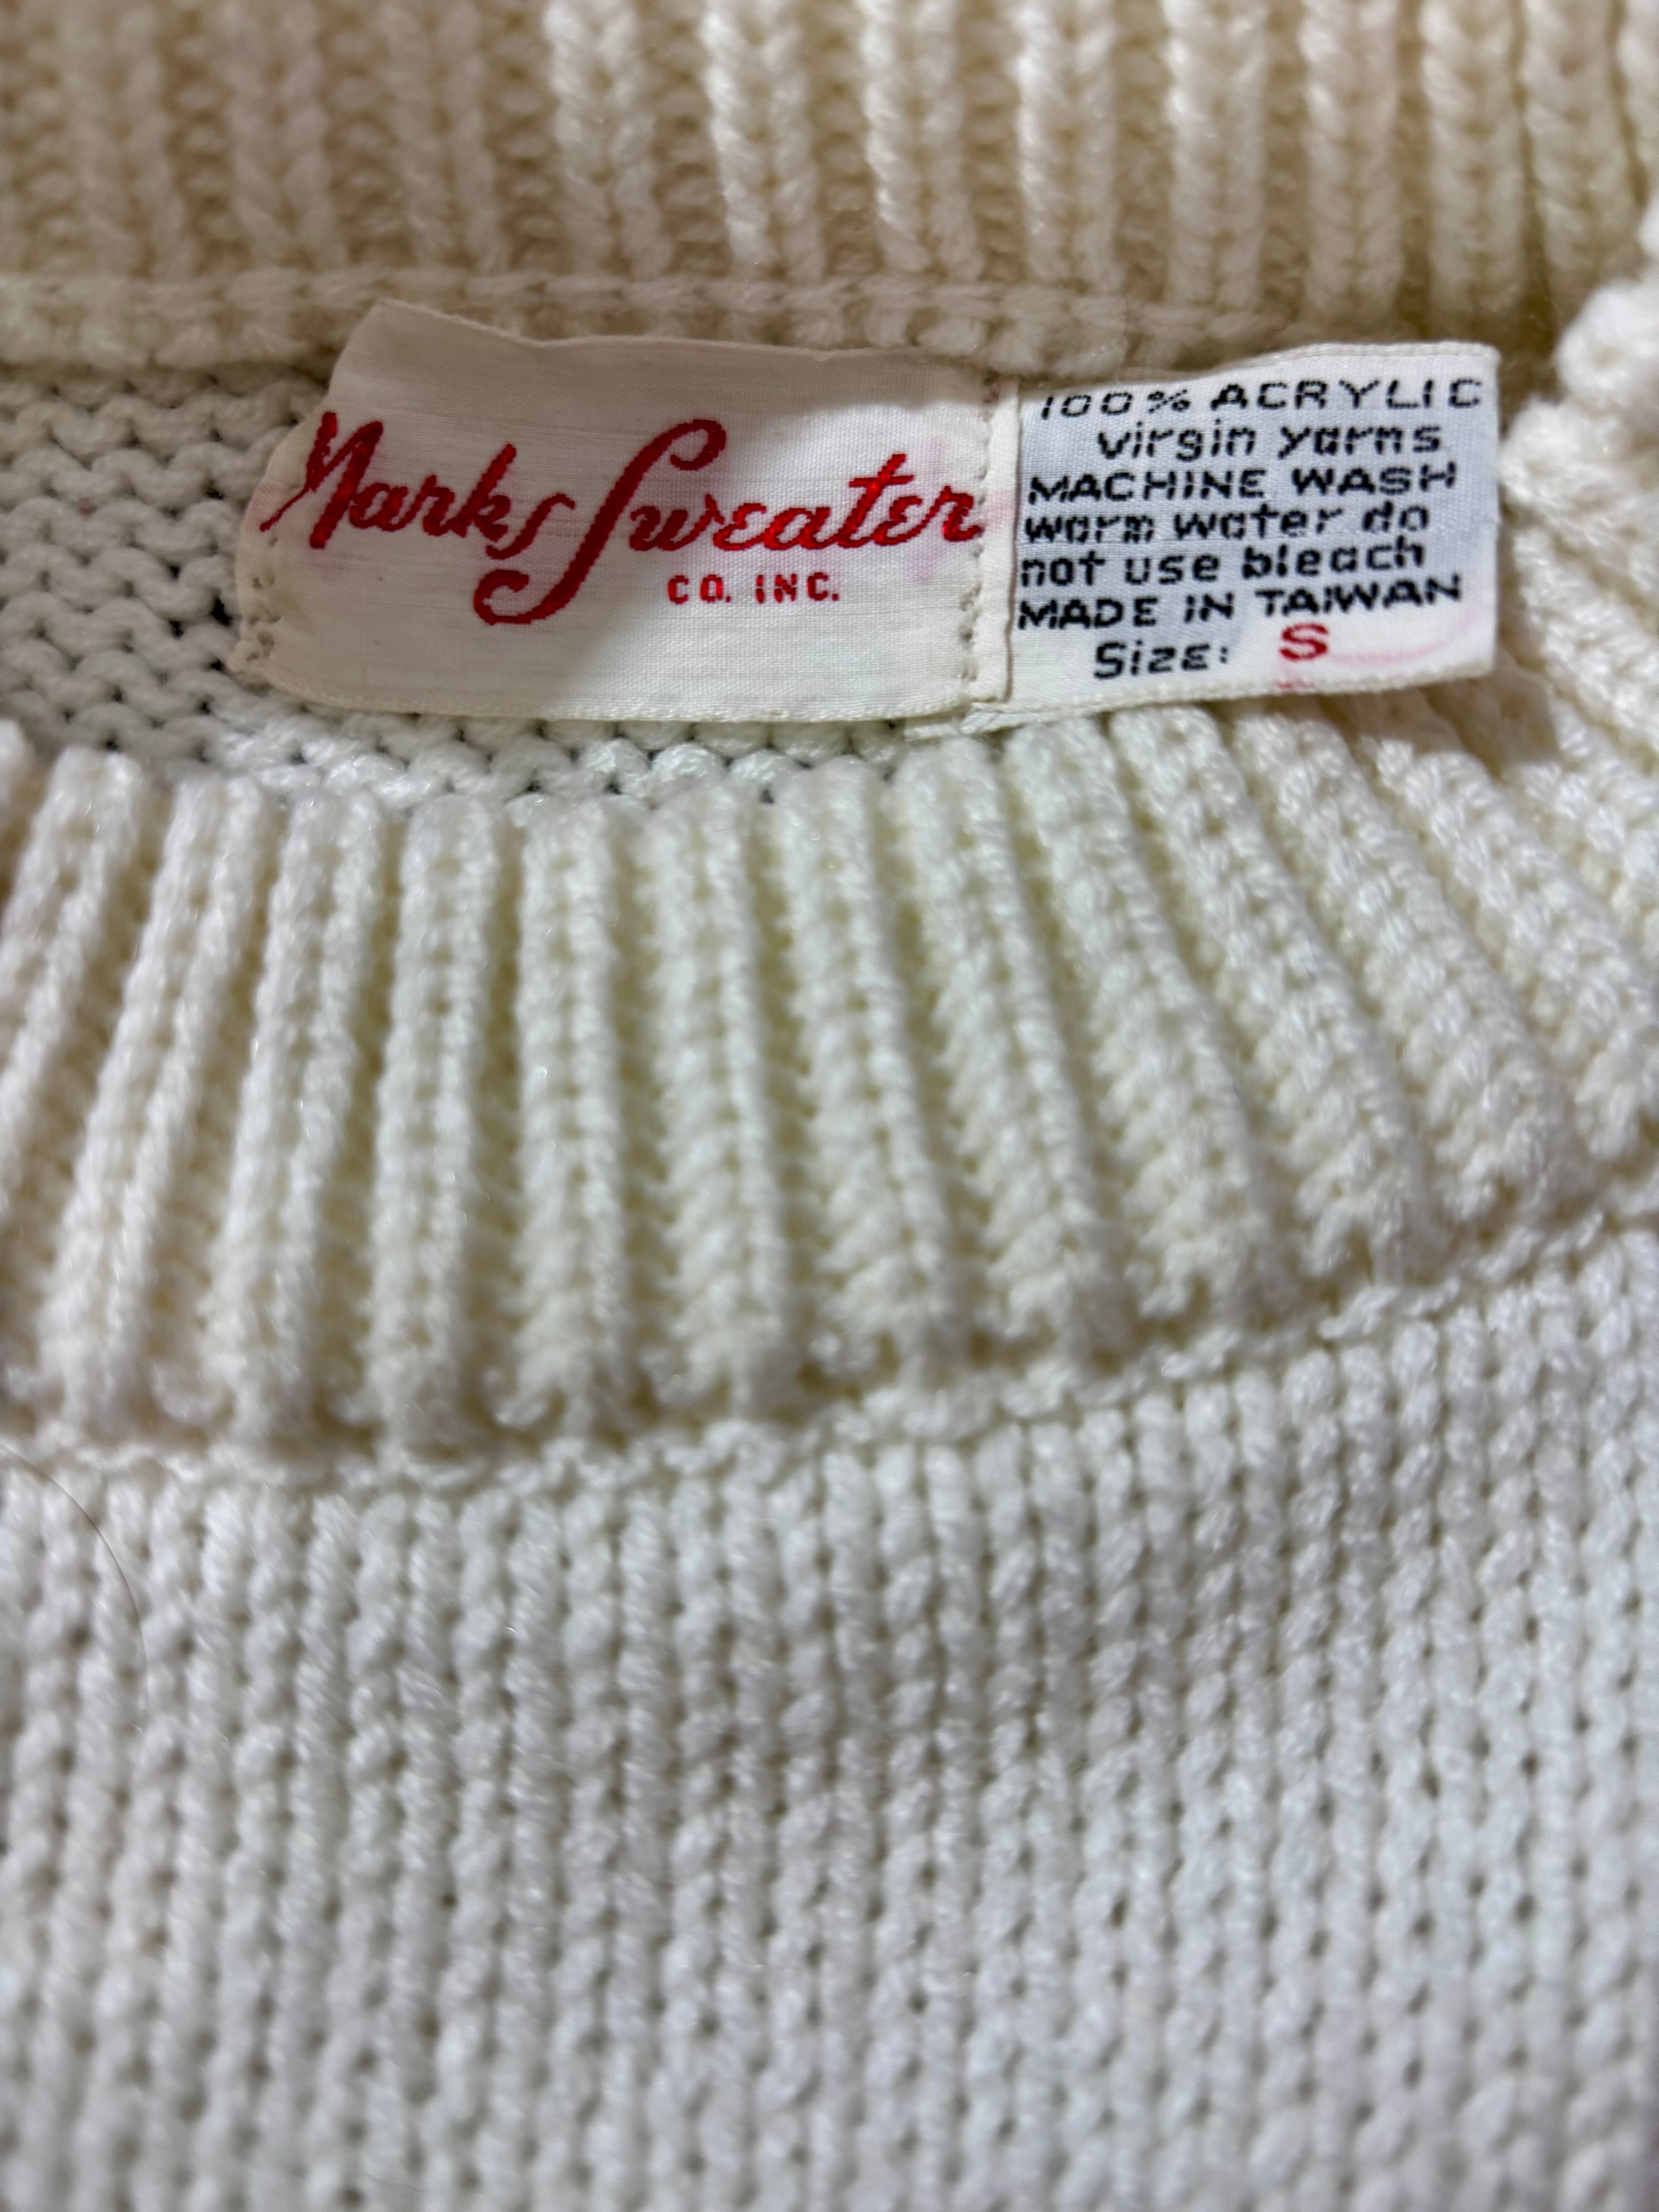 Marks Sweater
CO. INC.
100% ACRYLIC
virgin yarns
MACHINE WASH
warm water do
not use bleach
MADE IN TAIWAN
Size: S